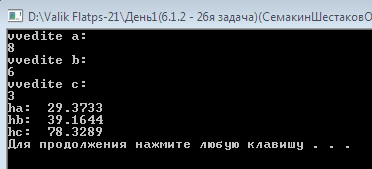 D:\Valik Flatps-21\День1(6.1.2 - 26я задача)(СемакинШестаковО
vvedite a:
8
vvedite b:
6
vvedite c:
3
ha:  29.3733
hb:  39.1644
hc:  78.3289
Для продолжения нажмите любую клавишу . . .